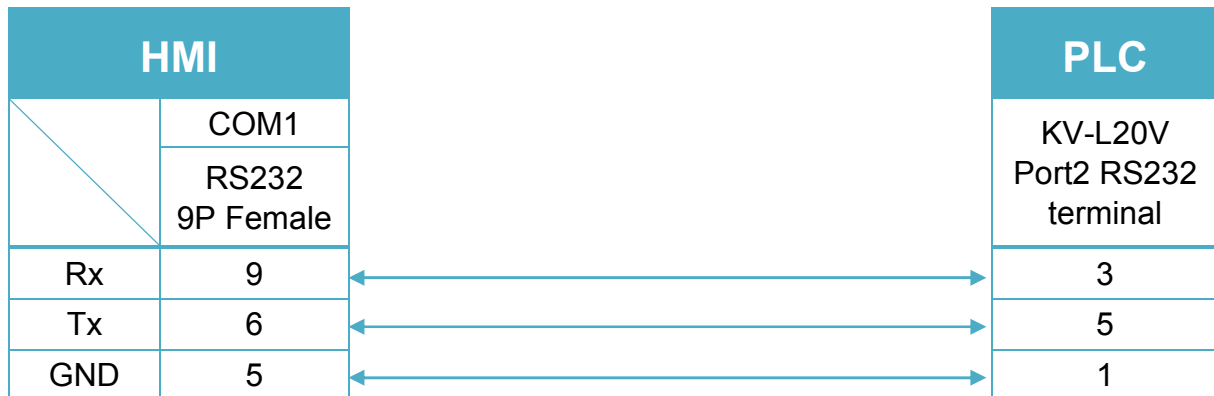 HMI
PLC
COM1
RS232
9P Female
KV-L20V
Port2 RS232
terminal
Rx 9 3
Tx 6 5
GND 5 1